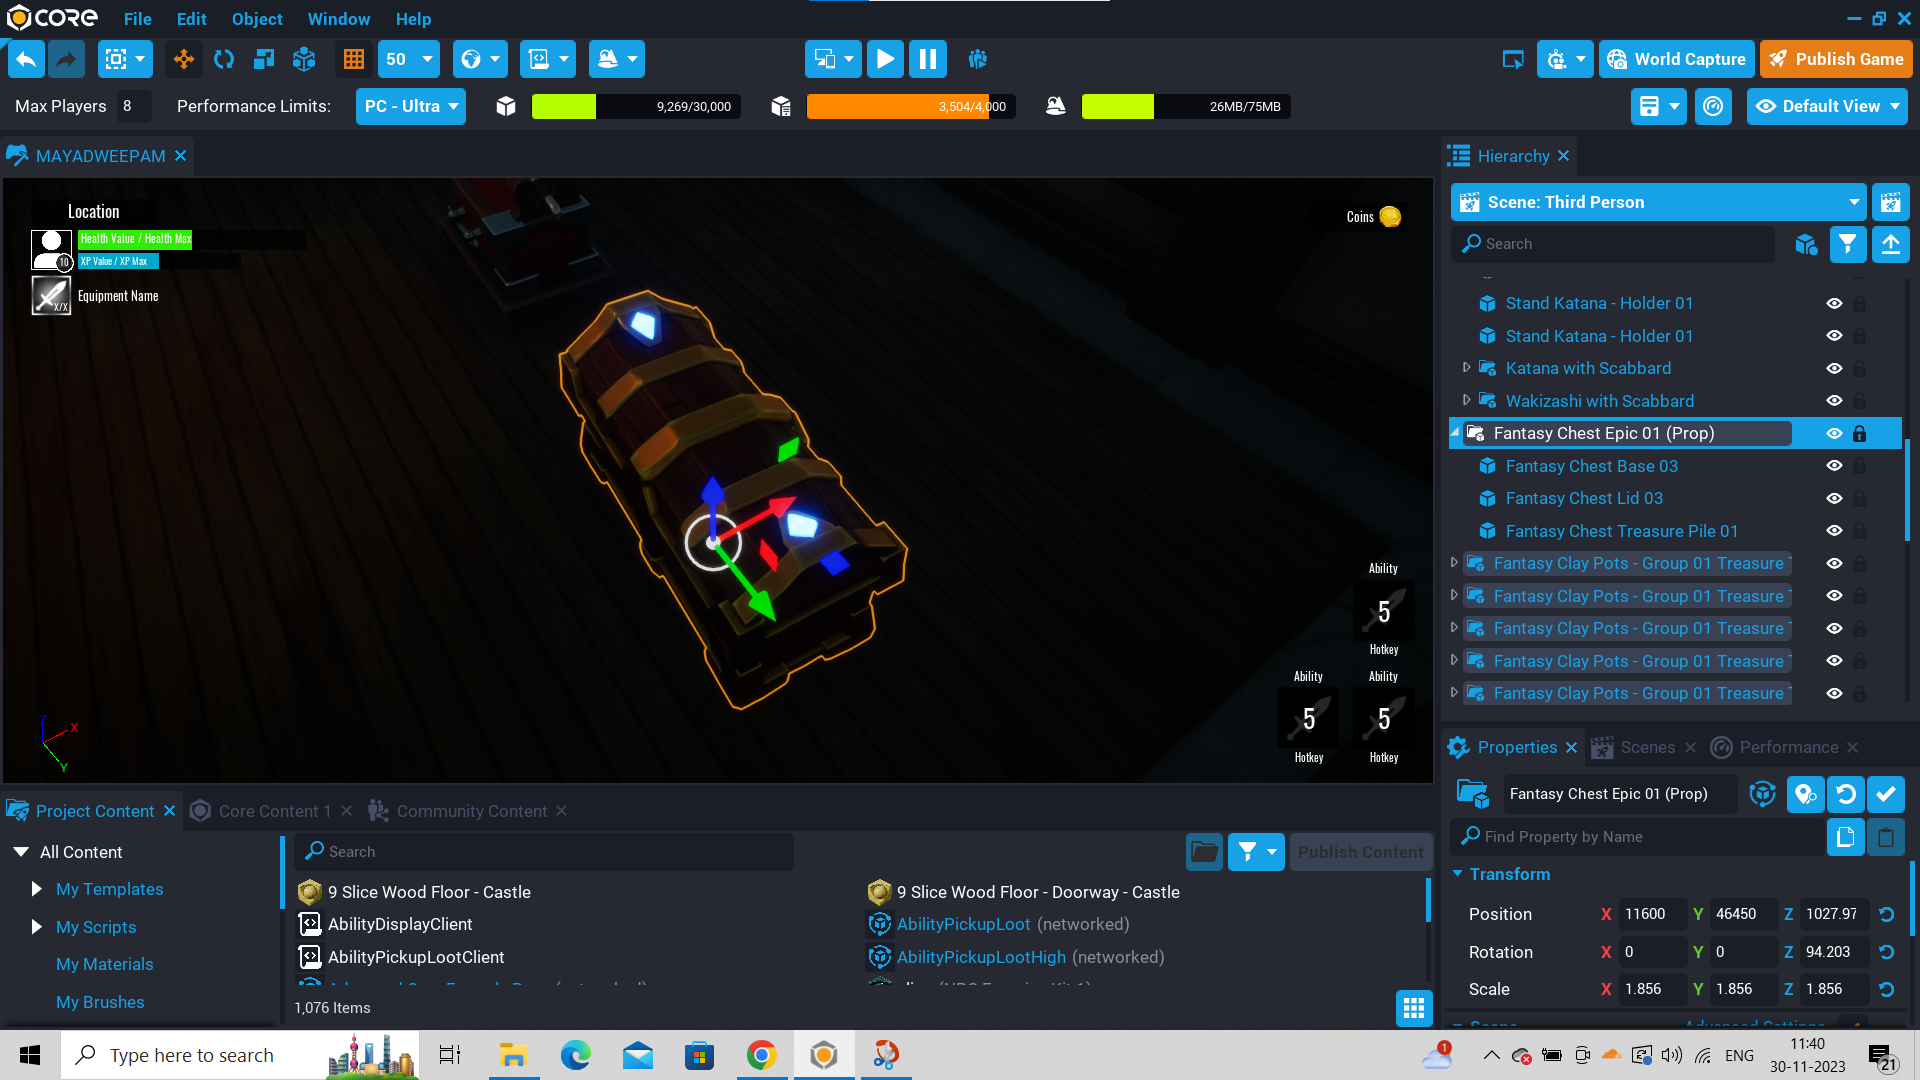 CORE
File Edit Object Window Help
50
World Capture
Publish Game
Max Players 8 Performance Limits: PC - Ultra 9,269/30,000 3,504/4,000 26MB/75MB Default View
MAYADWEEPAM
Location
Health Value / Health Max
10
XP Value / XP Max
X/X
Equipment Name
Coins
Ability
5
Hotkey
Ability Ability
5 5
Hotkey Hotkey
Z
X
Y
Hierarchy
Scene: Third Person
Search
Stand Katana - Holder 01
Stand Katana - Holder 01
Katana with Scabbard
Wakizashi with Scabbard
Fantasy Chest Epic 01 (Prop)
Fantasy Chest Base 03
Fantasy Chest Lid 03
Fantasy Chest Treasure Pile 01
Fantasy Clay Pots - Group 01 Treasure
Fantasy Clay Pots - Group 01 Treasure
Fantasy Clay Pots - Group 01 Treasure
Fantasy Clay Pots - Group 01 Treasure
Fantasy Clay Pots - Group 01 Treasure
Properties Scenes Performance
Fantasy Chest Epic 01 (Prop)
Find Property by Name
Transform
Position X 11600 Y 46450 Z 1027.97
Rotation X 0 Y 0 Z 94.203
Scale X 1.856 Y 1.856 Z 1.856
Project Content Core Content 1 Community Content
All Content
My Templates
My Scripts
My Materials
My Brushes
Search
Publish Content
9 Slice Wood Floor - Castle
9 Slice Wood Floor - Doorway - Castle
AbilityDisplayClient
AbilityPickupLoot (networked)
AbilityPickupLootClient
AbilityPickupLootHigh (networked)
1,076 Items
Type here to search
1
ENG
11:40
30-11-2023
21